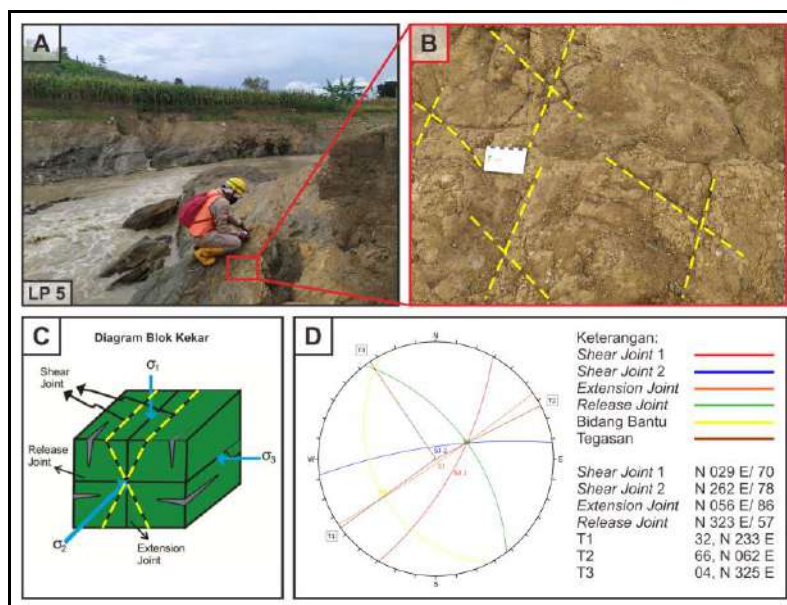 A
B
LP 5
C
Diagram Blok Kekar
σ1
Shear
Joint
Release
Joint
σ3
σ2
Extension
Joint
D
N
W
E
S
T3
T2
Keterangan:
Shear Joint 1
Shear Joint 2
Extension Joint
Release Joint
Bidang Bantu
Tegasan
Shear Joint 1 N 029 E/ 70
Shear Joint 2 N 262 E/ 78
Extension Joint N 056 E/ 86
Release Joint N 323 E/ 57
T1 32, N 233 E
T2 66, N 062 E
T3 04, N 325 E